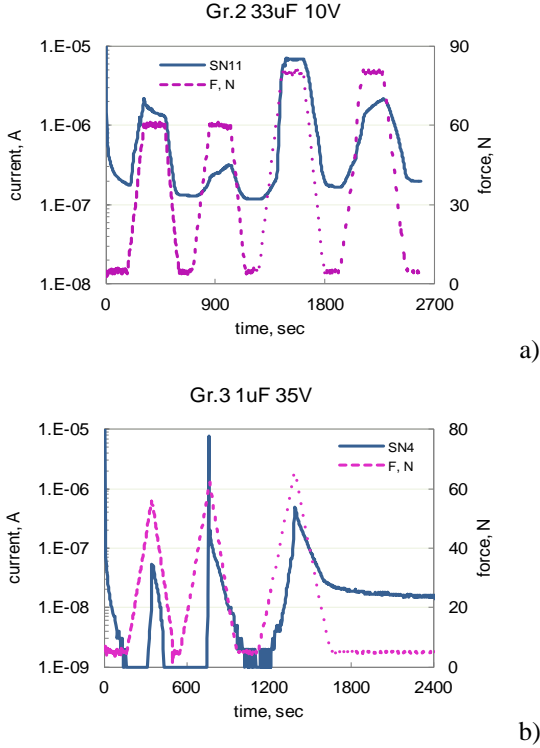 Gr.2 33uF 10V
1.E-05
1.E-06
1.E-07
1.E-08
current, A
SN11
F, N
90
60
30
0
force, N
0
900
1800
2700
time, sec
a)
Gr.3 1uF 35V
1.E-05
1.E-06
1.E-07
1.E-08
1.E-09
current, A
SN4
F, N
80
60
40
20
0
force, N
0
600
1200
1800
2400
time, sec
b)